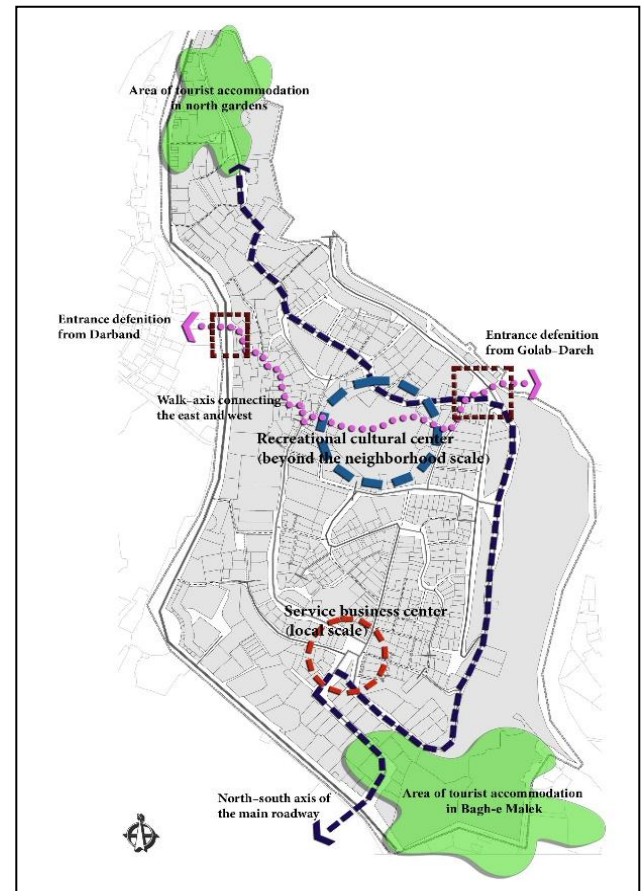 Area of tourist accommodation
in north gardens
Entrance defenition
from Darband
Entrance defenition
from Golab-Dareh
Walk-axis connecting
the east and west
Recreational cultural center
(beyond the neighborhood scale)
Service business center
(local scale)
North-south axis of
the main roadway
Area of tourist accommodation
in Bagh-e Malek